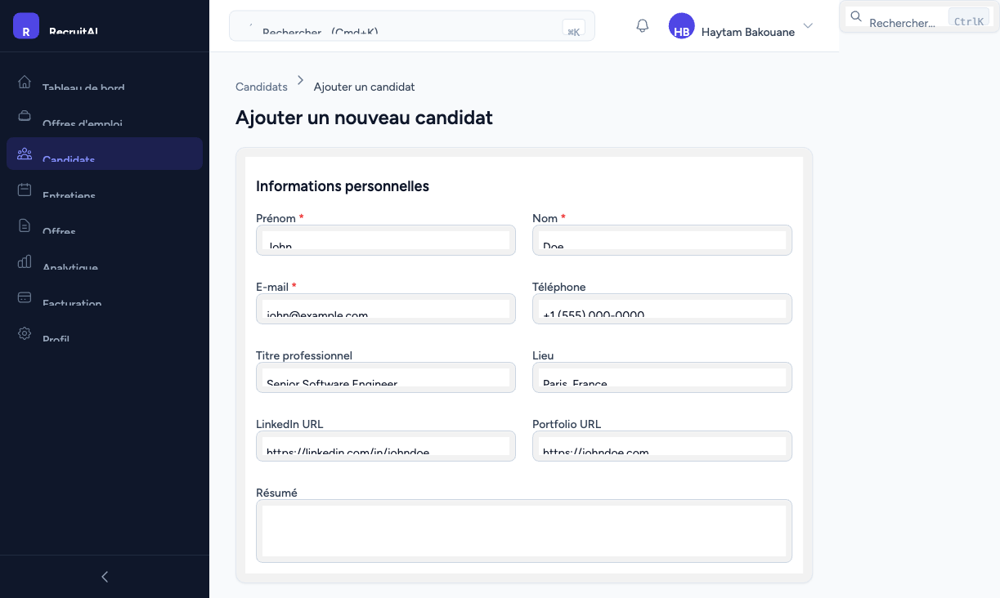 R RecruitAI
Rechercher... (Cmd+K) ⌘K
HB Haytam Bakouane
Rechercher... CtrlK
Tableau de bord
Offres d'emploi
Candidats
Entretiens
Offres
Analytique
Facturation
Profil
Candidats > Ajouter un candidat
Ajouter un nouveau candidat
Informations personnelles
Prénom *
John
Nom *
Doe
E-mail *
john@example.com
Téléphone
+1 (555) 000-0000
Titre professionnel
Senior Software Engineer
Lieu
Paris, France
LinkedIn URL
https://linkedin.com/in/johndoe
Portfolio URL
https://johndoe.com
Résumé